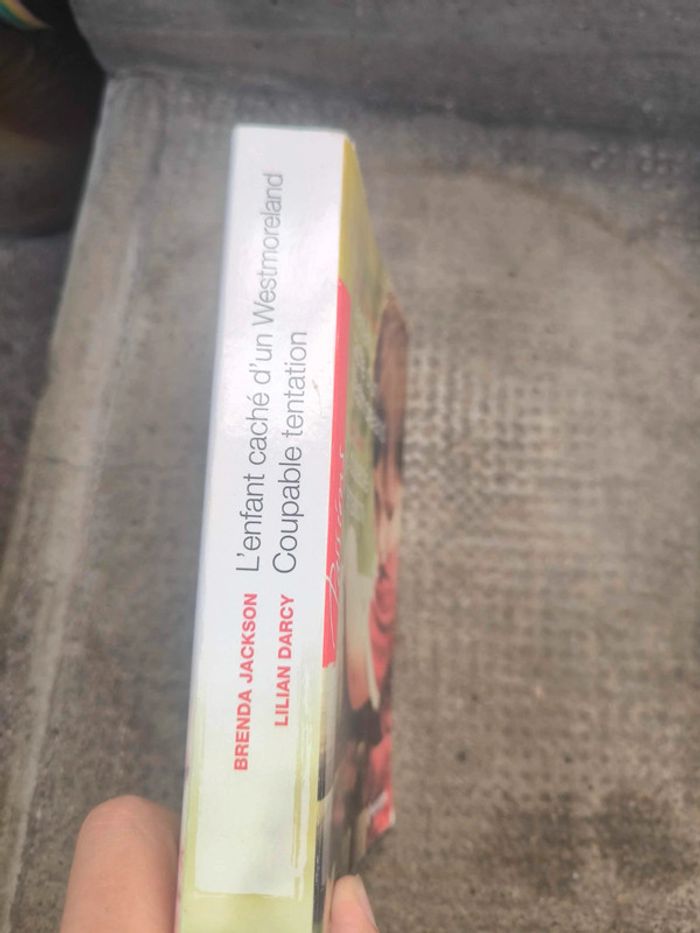 BRENDA JACKSON L'enfant caché d'un Westmoreland
LILIAN DARCY Coupable tentation